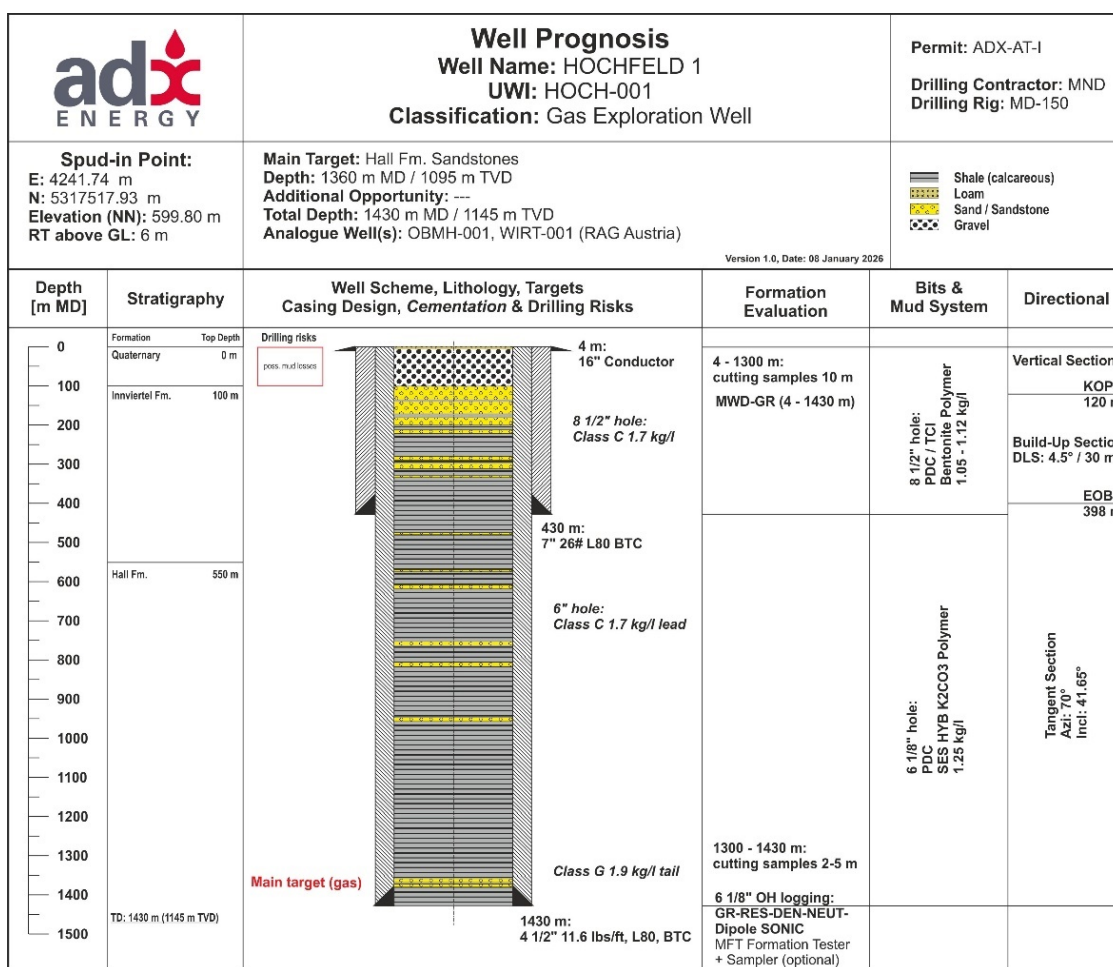 adx
ENERGY
Well Prognosis
Well Name: HOCHFELD 1
UWI: HOCH-001
Classification: Gas Exploration Well
Permit: ADX-AT-I
Drilling Contractor: MND
Drilling Rig: MD-150
Spud-in Point:
E: 4241.74 m
N: 5317517.93 m
Elevation (NN): 599.80 m
RT above GL: 6 m
Main Target: Hall Fm. Sandstones
Depth: 1360 m MD / 1095 m TVD
Additional Opportunity: ---
Total Depth: 1430 m MD / 1145 m TVD
Analogue Well(s): OBMH-001, WIRT-001 (RAG Austria)
Version 1.0, Date: 08 January 2026
Shale (calcareous)
Loam
Sand / Sandstone
Gravel
Depth
[m MD]
Stratigraphy
Well Scheme, Lithology, Targets
Casing Design, Cementation & Drilling Risks
Formation
Evaluation
Bits &
Mud System
Directional
0
100
200
300
400
500
600
700
800
900
1000
1100
1200
1300
1400
1500
Formation Top Depth
Quaternary 0 m
Innviertel Fm. 100 m
Hall Fm. 550 m
TD: 1430 m (1145 m TVD)
Drilling risks
poss. mud losses
4 m:
16" Conductor
8 1/2" hole:
Class C 1.7 kg/l
430 m:
7" 26# L80 BTC
6" hole:
Class C 1.7 kg/l lead
Class G 1.9 kg/l tail
Main target (gas)
1430 m:
4 1/2" 11.6 lbs/ft, L80, BTC
4 - 1300 m:
cutting samples 10 m
MWD-GR (4 - 1430 m)
1300 - 1430 m:
cutting samples 2-5 m
6 1/8" OH logging:
GR-RES-DEN-NEUT-
Dipole SONIC
MFT Formation Tester
+ Sampler (optional)
8 1/2" hole:
PDC / TCI
Bentonite Polymer
1.05 - 1.12 kg/l
6 1/8" hole:
PDC
SES HYB K2CO3 Polymer
1.25 kg/l
Vertical Section
KOP
120 m
Build-Up Section
DLS: 4.5° / 30 m
EOB
398 m
Tangent Section
Azi: 70°
Incl: 41.65°